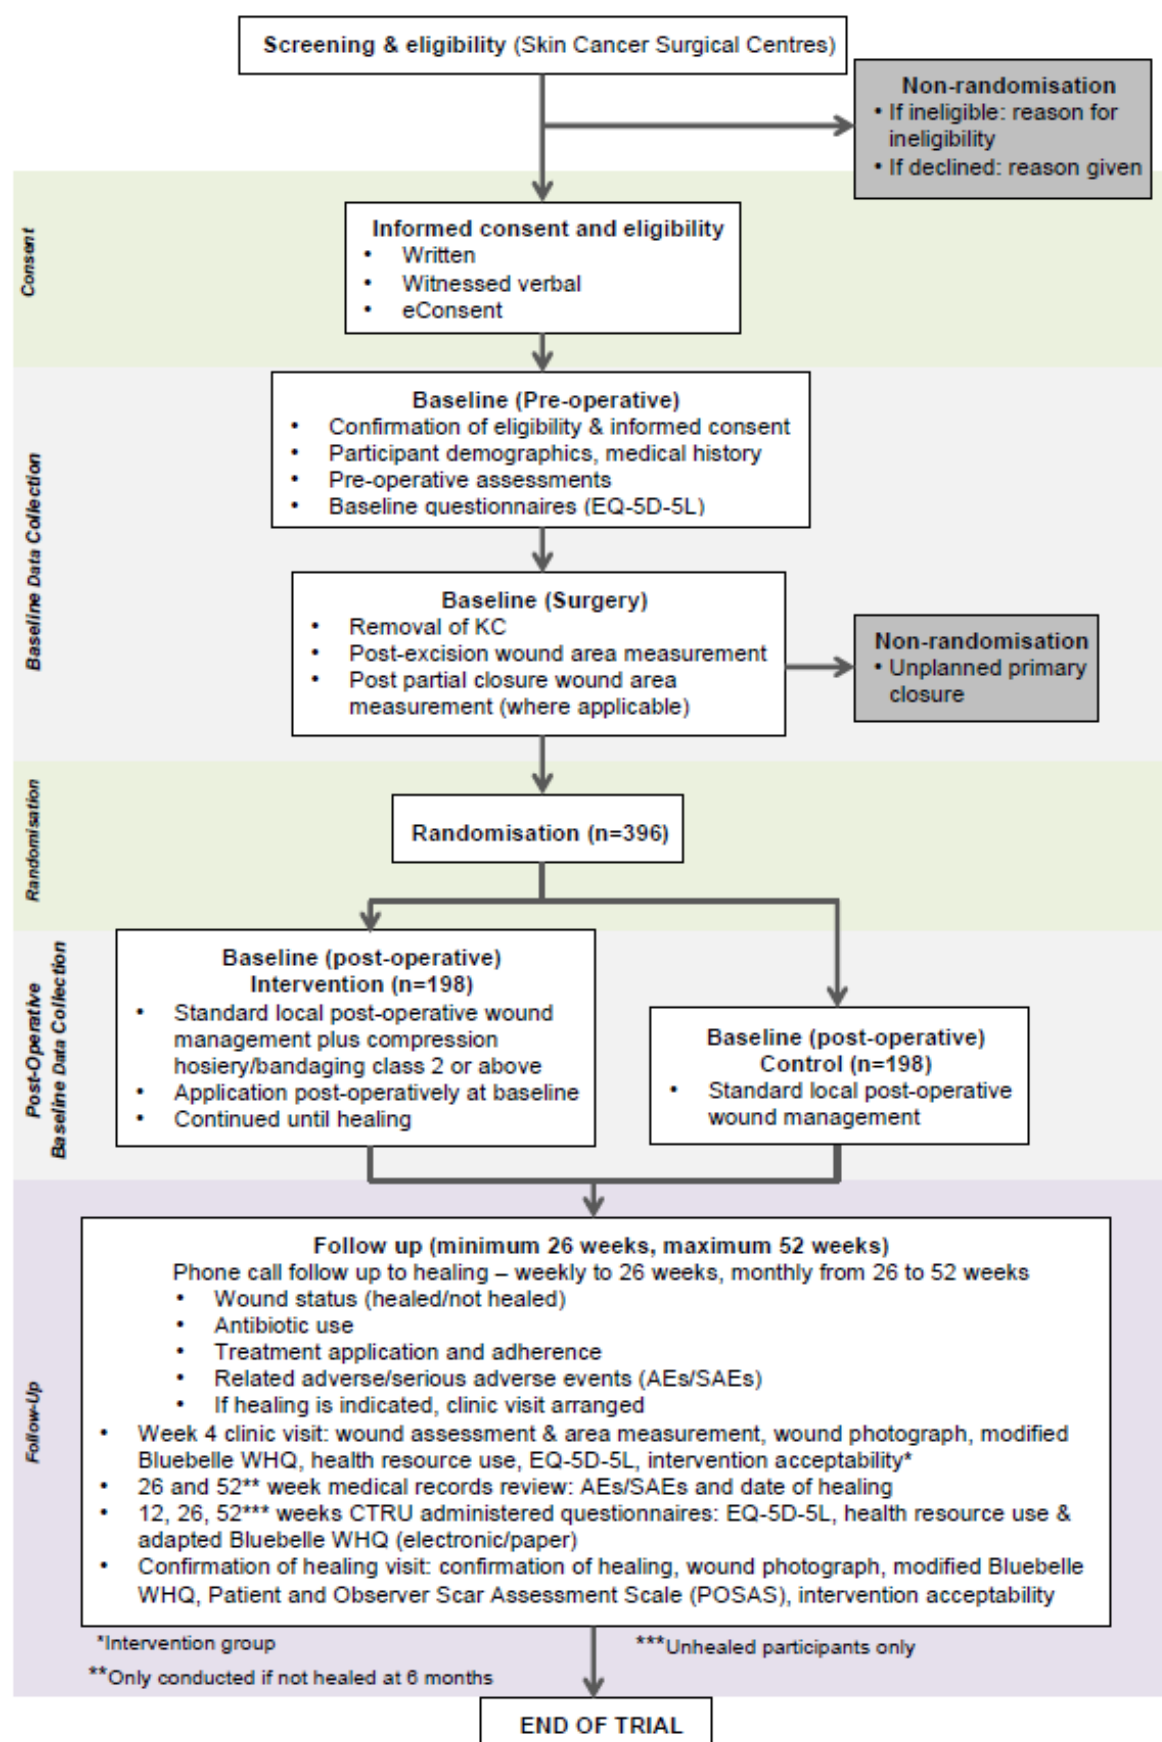 Screening & eligibility (Skin Cancer Surgical Centres)
Non-randomisation
• If ineligible: reason for
ineligibility
• If declined: reason given
Consent
Informed consent and eligibility
• Written
• Witnessed verbal
• eConsent
Baseline Data Collection
Baseline (Pre-operative)
• Confirmation of eligibility & informed consent
• Participant demographics, medical history
• Pre-operative assessments
• Baseline questionnaires (EQ-5D-5L)
Baseline (Surgery)
• Removal of KC
• Post-excision wound area measurement
• Post partial closure wound area
measurement (where applicable)
Non-randomisation
• Unplanned primary
closure
Randomisation
Randomisation (n=396)
Post-Operative
Baseline Data Collection
Baseline (post-operative)
Intervention (n=198)
• Standard local post-operative wound
management plus compression
hosiery/bandaging class 2 or above
• Application post-operatively at baseline
• Continued until healing
Baseline (post-operative)
Control (n=198)
• Standard local post-operative
wound management
Follow-Up
Follow up (minimum 26 weeks, maximum 52 weeks)
Phone call follow up to healing – weekly to 26 weeks, monthly from 26 to 52 weeks
• Wound status (healed/not healed)
• Antibiotic use
• Treatment application and adherence
• Related adverse/serious adverse events (AEs/SAEs)
• If healing is indicated, clinic visit arranged
• Week 4 clinic visit: wound assessment & area measurement, wound photograph, modified
Bluebelle WHQ, health resource use, EQ-5D-5L, intervention acceptability*
• 26 and 52** week medical records review: AEs/SAEs and date of healing
• 12, 26, 52*** weeks CTRU administered questionnaires: EQ-5D-5L, health resource use &
adapted Bluebelle WHQ (electronic/paper)
• Confirmation of healing visit: confirmation of healing, wound photograph, modified Bluebelle
WHQ, Patient and Observer Scar Assessment Scale (POSAS), intervention acceptability
*Intervention group
***Unhealed participants only
**Only conducted if not healed at 6 months
END OF TRIAL